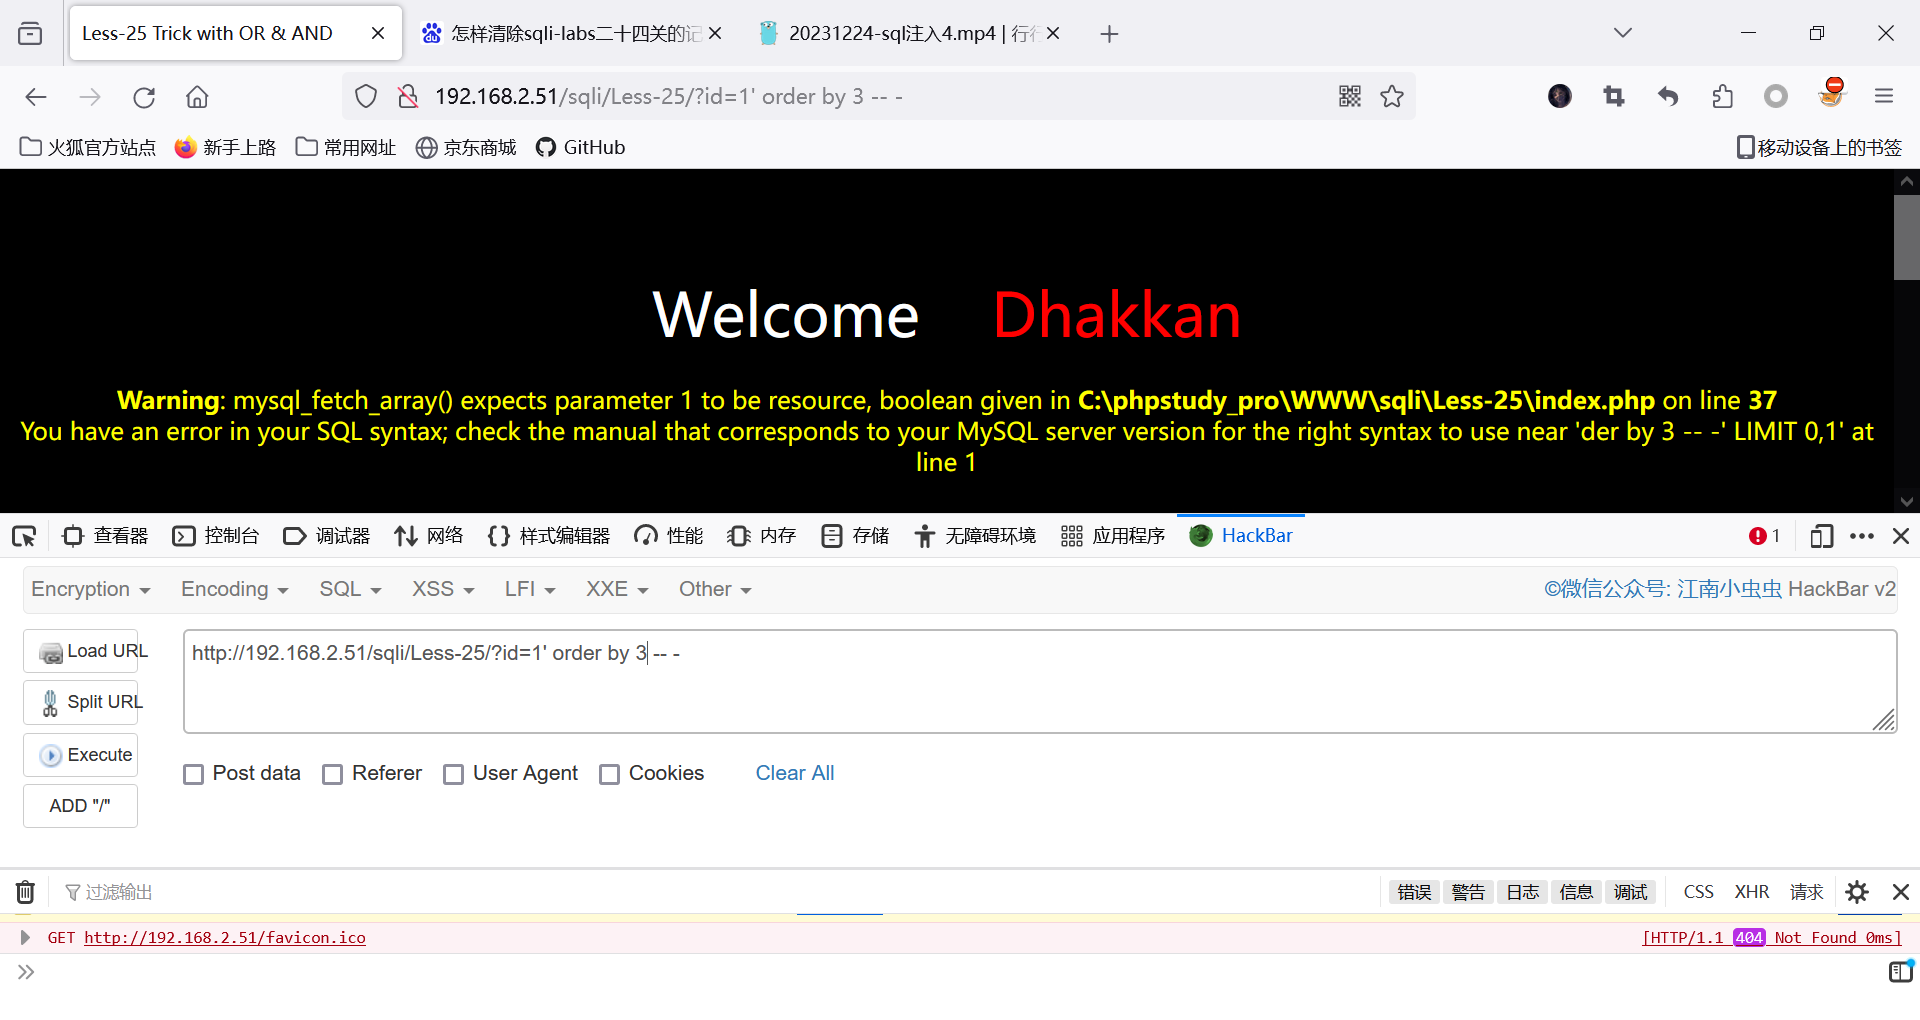 Less-25 Trick with OR & AND
怎样清除sqli-labs二十四关的记
20231224-sql注入4.mp4 | 行行
192.168.2.51/sqli/Less-25/?id=1' order by 3 -- -
火狐官方站点 新手上路 常用网址 京东商城 GitHub 移动设备上的书签
Welcome Dhakkan
Warning: mysql_fetch_array() expects parameter 1 to be resource, boolean given in C:\phpstudy_pro\WWW\sqli\Less-25\index.php on line 37
You have an error in your SQL syntax; check the manual that corresponds to your MySQL server version for the right syntax to use near 'der by 3 -- -' LIMIT 0,1' at
line 1
查看器 控制台 调试器 网络 样式编辑器 性能 内存 存储 无障碍环境 应用程序 HackBar 1
Encryption Encoding SQL XSS LFI XXE Other ©微信公众号: 江南小虫虫 HackBar v2
Load URL
http://192.168.2.51/sqli/Less-25/?id=1' order by 3 -- -
Split URL
Execute
Post data Referer User Agent Cookies Clear All
ADD "/"
过滤输出 错误 警告 日志 信息 调试 CSS XHR 请求
GET http://192.168.2.51/favicon.ico [HTTP/1.1 404 Not Found 0ms]